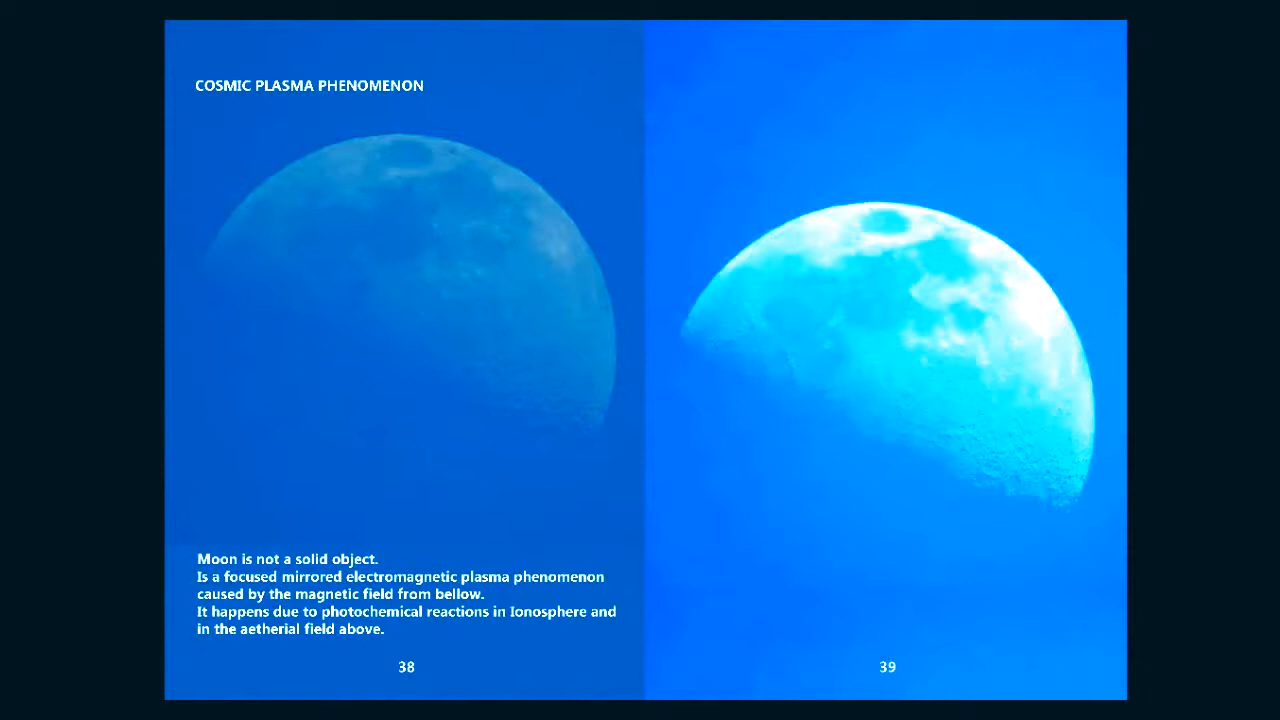 COSMIC PLASMA PHENOMENON
Moon is not a solid object.
Is a focused mirrored electromagnetic plasma phenomenon
caused by the magnetic field from bellow.
It happens due to photochemical reactions in Ionosphere and
in the aetherial field above.
38
39